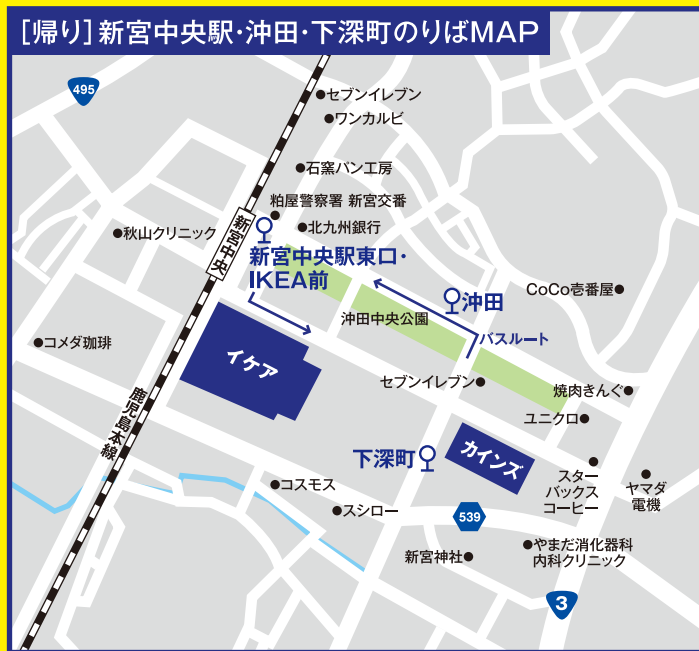 [帰り]新宮中央駅・沖田・下深町のりばMAP
495
セブンイレブン
ワンカルビ
石窯パン工房
粕屋警察署 新宮交番
北九州銀行
秋山クリニック
新宮中央
新宮中央駅東口・
IKEA前
沖田
CoCo壱番屋
沖田中央公園
バスルート
コメダ珈琲
イケア
セブンイレブン
焼肉きんぐ
ユニクロ
鹿児島本線
下深町
カインズ
スター
バックス
コーヒー
ヤマダ
電機
コスモス
スシロー
539
新宮神社
やまだ消化器科
内科クリニック
3